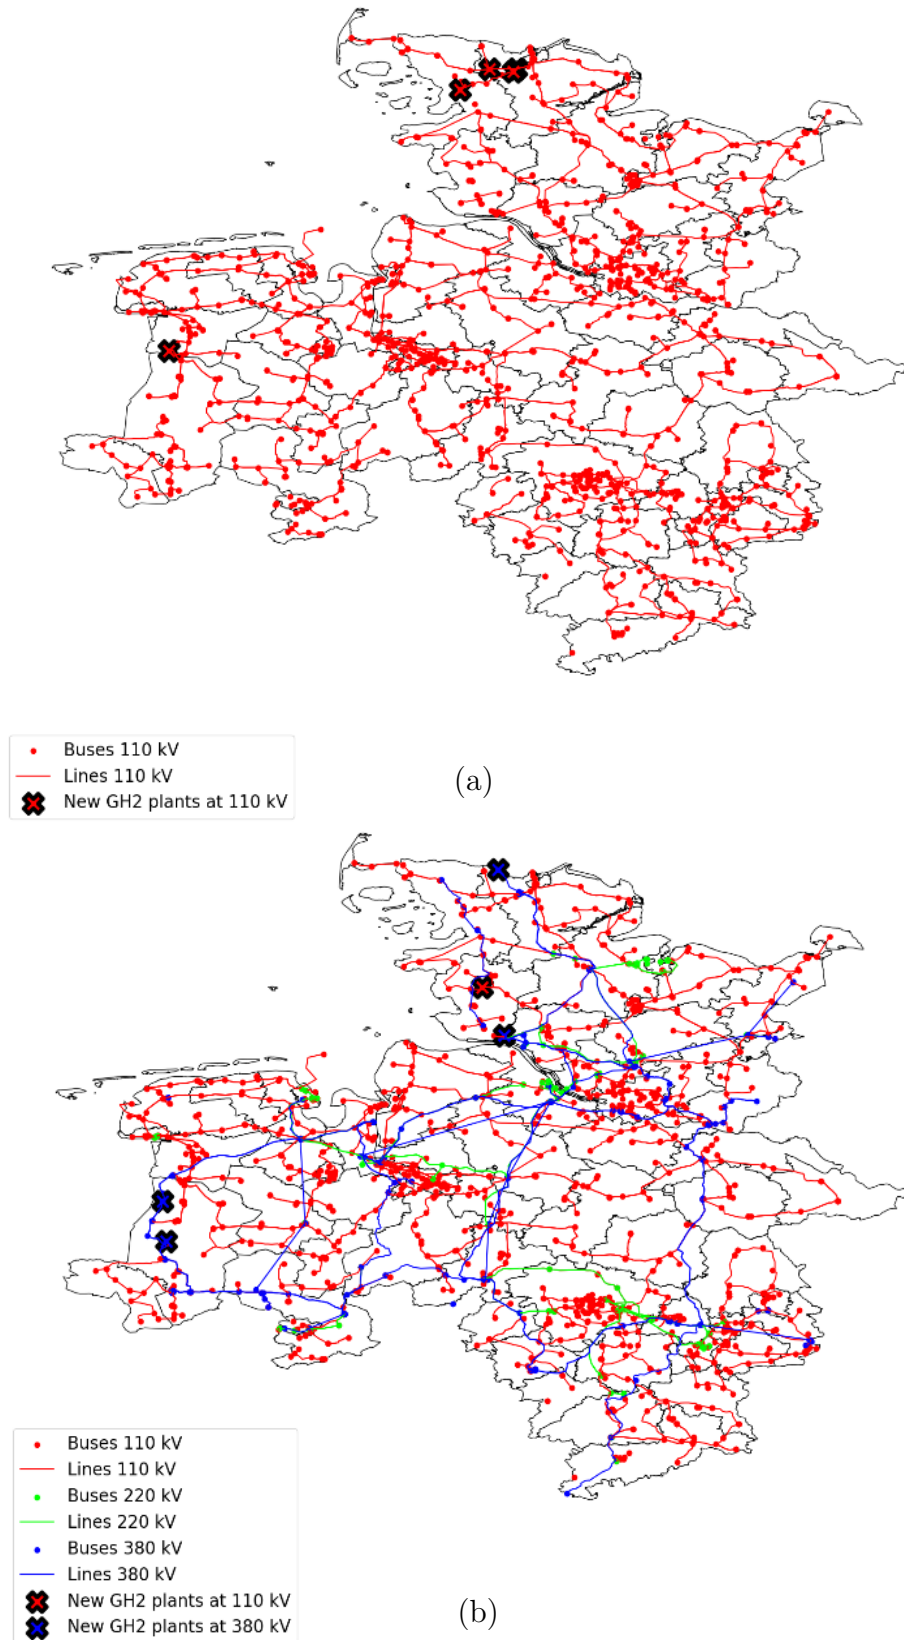 Buses 110 kV
Lines 110 kV
New GH2 plants at 110 kV
(a)
Buses 110 kV
Lines 110 kV
Buses 220 kV
Lines 220 kV
Buses 380 kV
Lines 380 kV
New GH2 plants at 110 kV
New GH2 plants at 380 kV
(b)